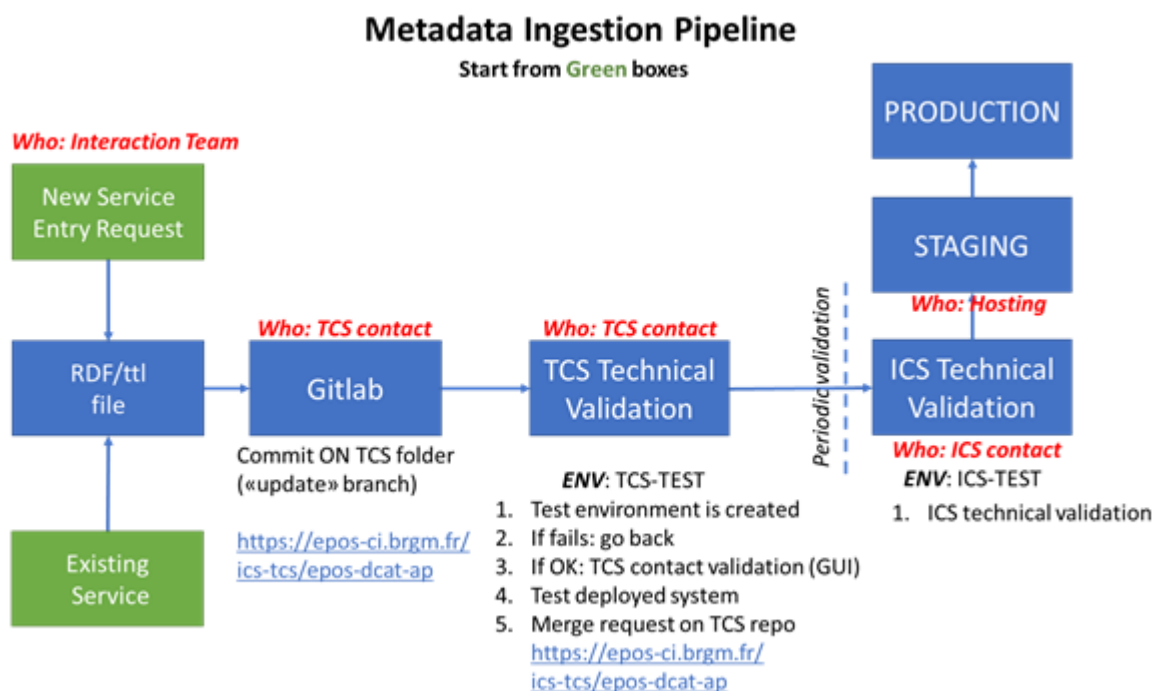 Metadata Ingestion Pipeline
Start from Green boxes
Who: Interaction Team
New Service
Entry Request
RDF/ttl
file
Existing
Service
Who: TCS contact
Gitlab
Commit ON TCS folder
(«update» branch)
https://epos-ci.brgm.fr/
ics-tcs/epos-dcat-ap
Who: TCS contact
TCS Technical
Validation
ENV: TCS-TEST
1. Test environment is created
2. If fails: go back
3. If OK: TCS contact validation (GUI)
4. Test deployed system
5. Merge request on TCS repo
https://epos-ci.brgm.fr/
ics-tcs/epos-dcat-ap
Periodic validation
PRODUCTION
STAGING
Who: Hosting
ICS Technical
Validation
Who: ICS contact
ENV: ICS-TEST
1. ICS technical validation